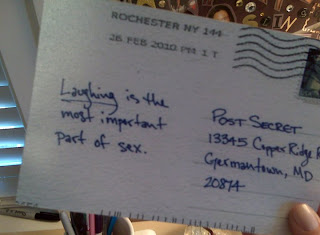 ROCHESTER NY 144
26 FEB 2010 PM 1 T
Laughing is the
most important
part of sex.
POST SECRET
13345 Copper Ridge
Germantown, MD
20874